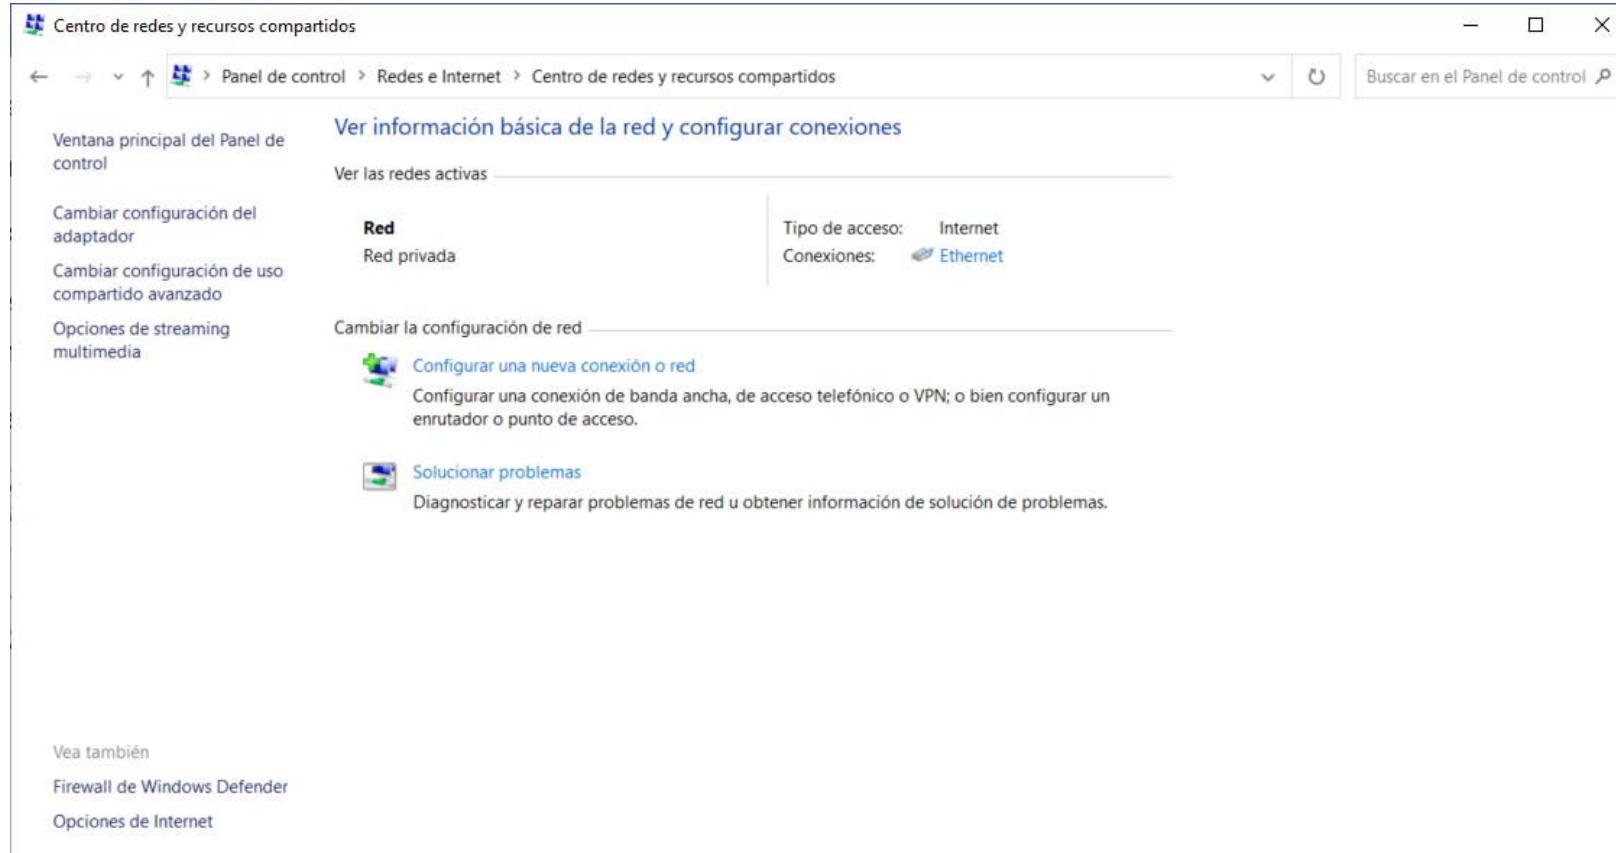 Centro de redes y recursos compartidos
Panel de control > Redes e Internet > Centro de redes y recursos compartidos
Buscar en el Panel de control
Ventana principal del Panel de
control
Cambiar configuración del
adaptador
Cambiar configuración de uso
compartido avanzado
Opciones de streaming
multimedia
Ver información básica de la red y configurar conexiones
Ver las redes activas
Red
Red privada
Tipo de acceso: Internet
Conexiones: Ethernet
Cambiar la configuración de red
Configurar una nueva conexión o red
Configurar una conexión de banda ancha, de acceso telefónico o VPN; o bien configurar un
enrutador o punto de acceso.
Solucionar problemas
Diagnosticar y reparar problemas de red u obtener información de solución de problemas.
Vea también
Firewall de Windows Defender
Opciones de Internet